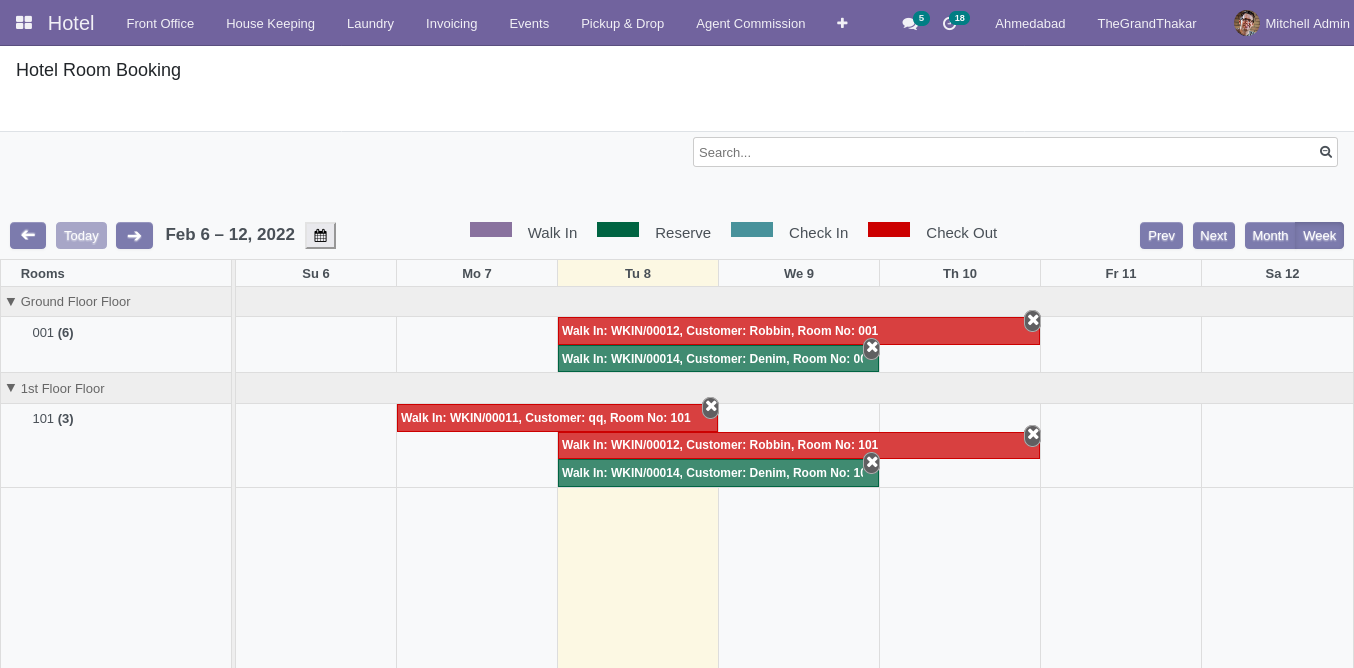 Hotel Front Office House Keeping Laundry Invoicing Events Pickup & Drop Agent Commission 5 18 Ahmedabad TheGrandThakar Mitchell Admin
Hotel Room Booking
Search...
Today Feb 6 – 12, 2022 Walk In Reserve Check In Check Out Prev Next Month Week
Rooms Su 6 Mo 7 Tu 8 We 9 Th 10 Fr 11 Sa 12
Ground Floor Floor
001 (6) Walk In: WKIN/00012, Customer: Robbin, Room No: 001
Walk In: WKIN/00014, Customer: Denim, Room No:
1st Floor Floor
101 (3) Walk In: WKIN/00011, Customer: qq, Room No: 101
Walk In: WKIN/00012, Customer: Robbin, Room No: 101
Walk In: WKIN/00014, Customer: Denim, Room No: